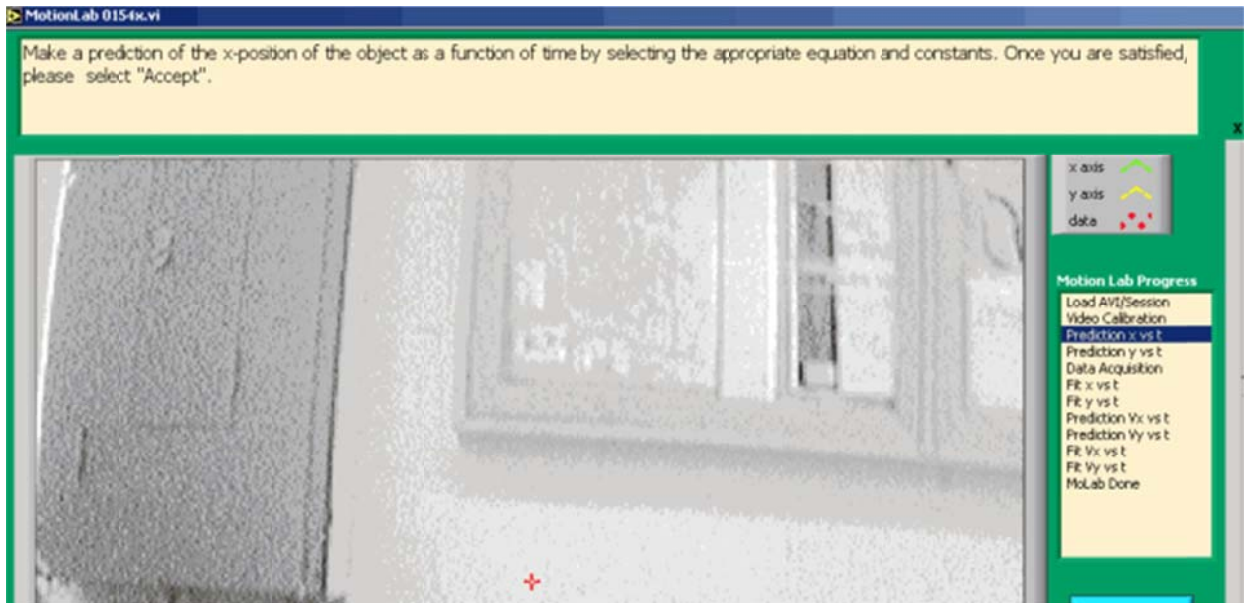 MotionLab 0154x.vi
Make a prediction of the x-position of the object as a function of time by selecting the appropriate equation and constants. Once you are satisfied,
please select "Accept".
x
x axis
y axis
data
Motion Lab Progress
Load AVI/Session
Video Calibration
Prediction x vs t
Prediction y vs t
Data Acquisition
Fit x vs t
Fit y vs t
Prediction Vx vs t
Prediction Vy vs t
Fit Vx vs t
Fit Vy vs t
MoLab Done